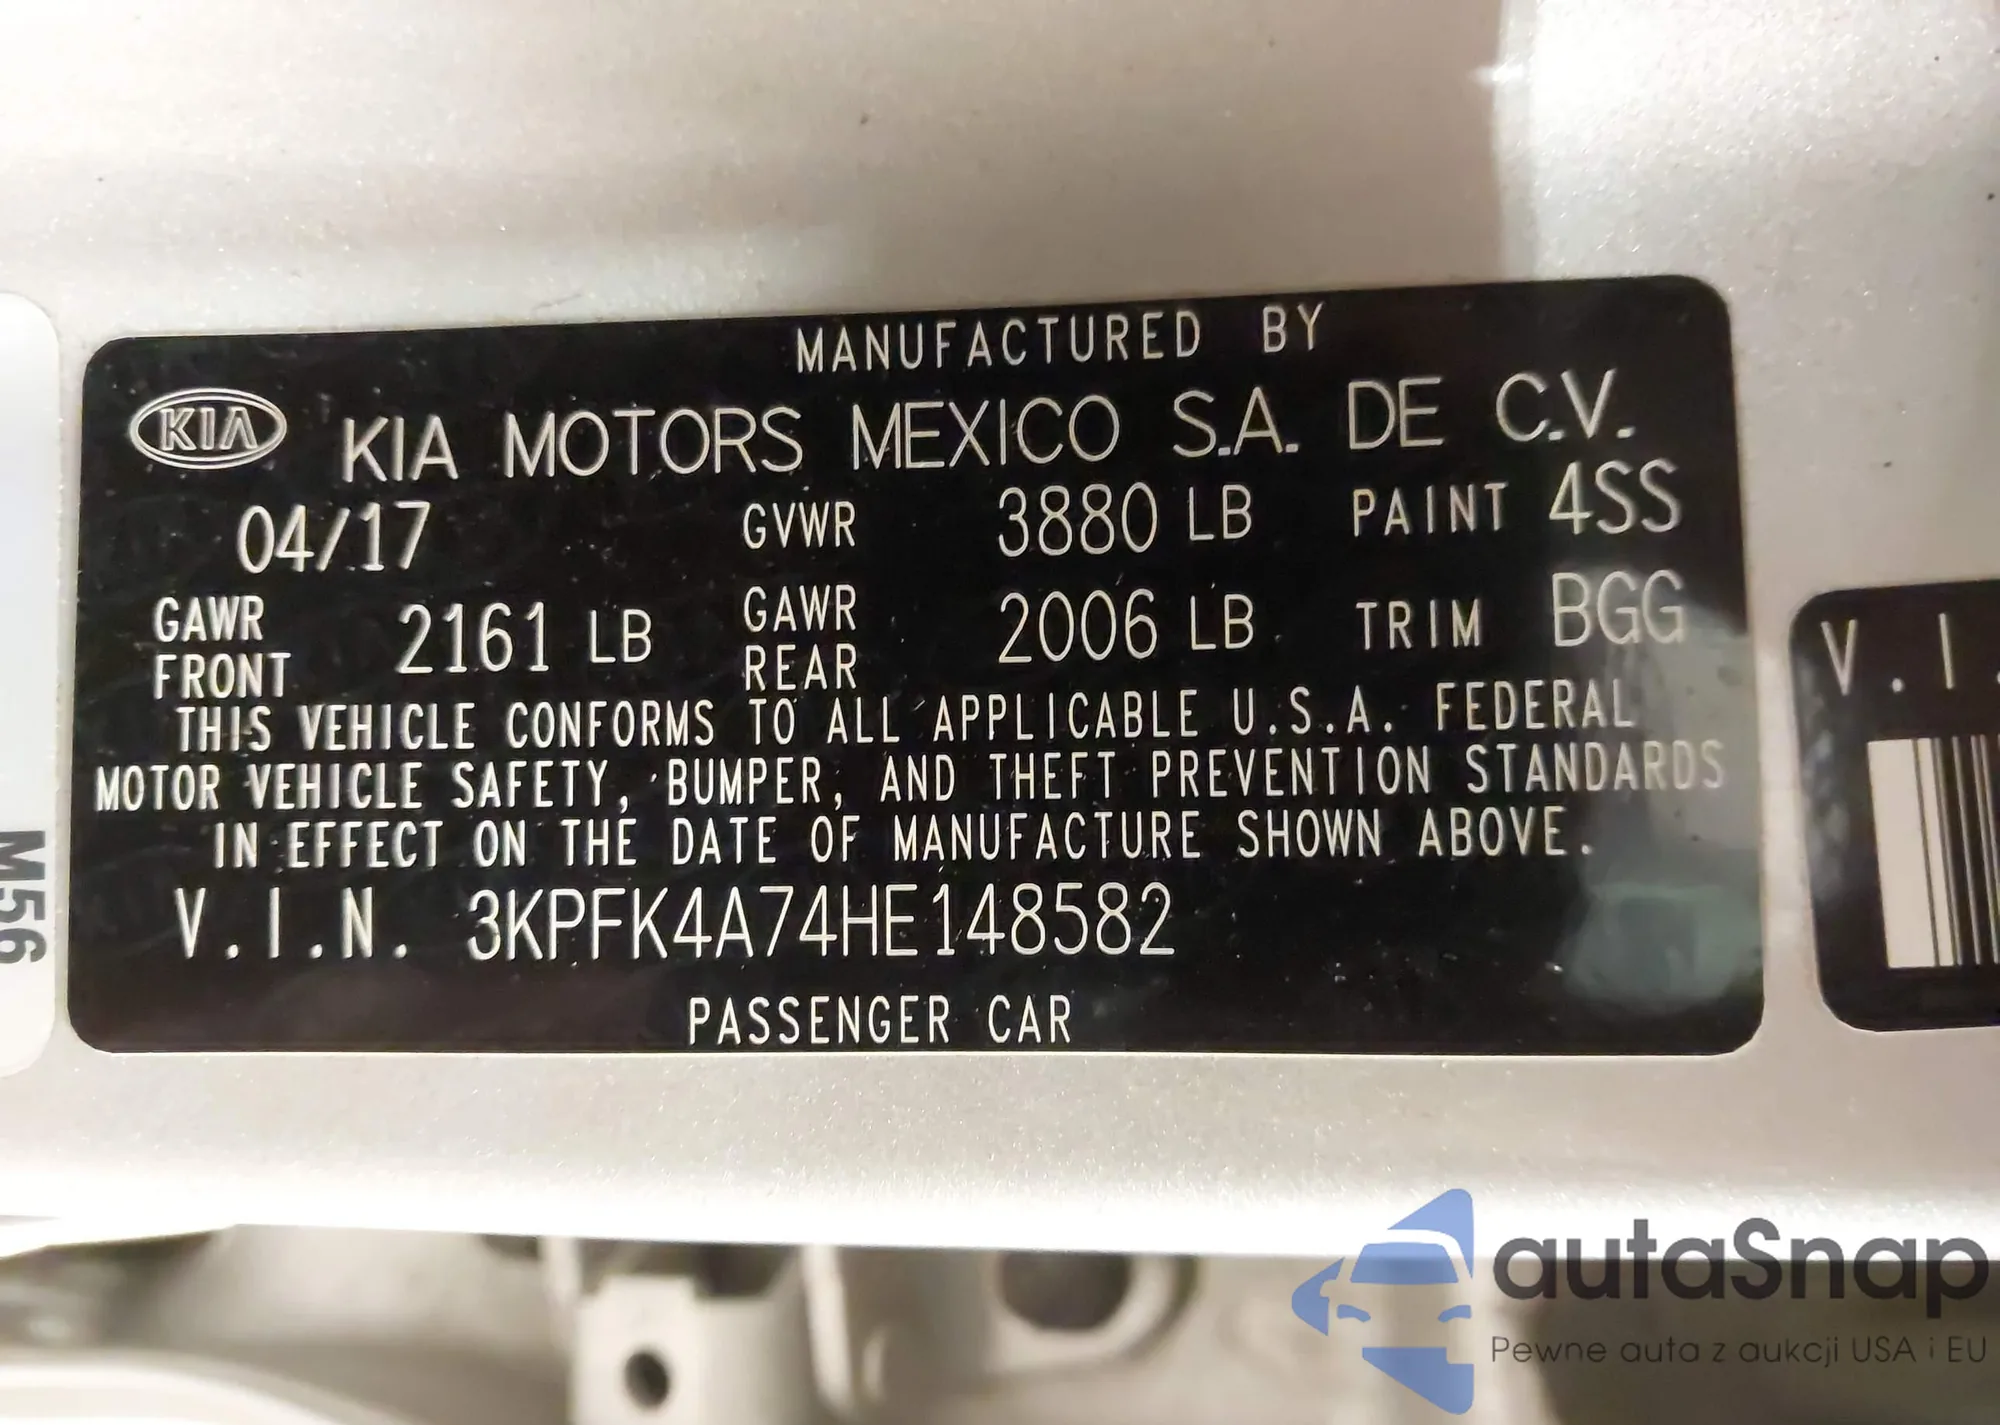 MANUFACTURED BY
KIA KIA MOTORS MEXICO S.A. DE C.V.
04/17 GVWR 3880 LB PAINT 4SS
GAWR FRONT 2161 LB GAWR REAR 2006 LB TRIM BGG
THIS VEHICLE CONFORMS TO ALL APPLICABLE U.S.A. FEDERAL
MOTOR VEHICLE SAFETY, BUMPER, AND THEFT PREVENTION STANDARDS
IN EFFECT ON THE DATE OF MANUFACTURE SHOWN ABOVE.
V.I.N. 3KPFK4A74HE148582
PASSENGER CAR
V.I.
M56
autaSnap
Pewne auta z aukcji USA i EU